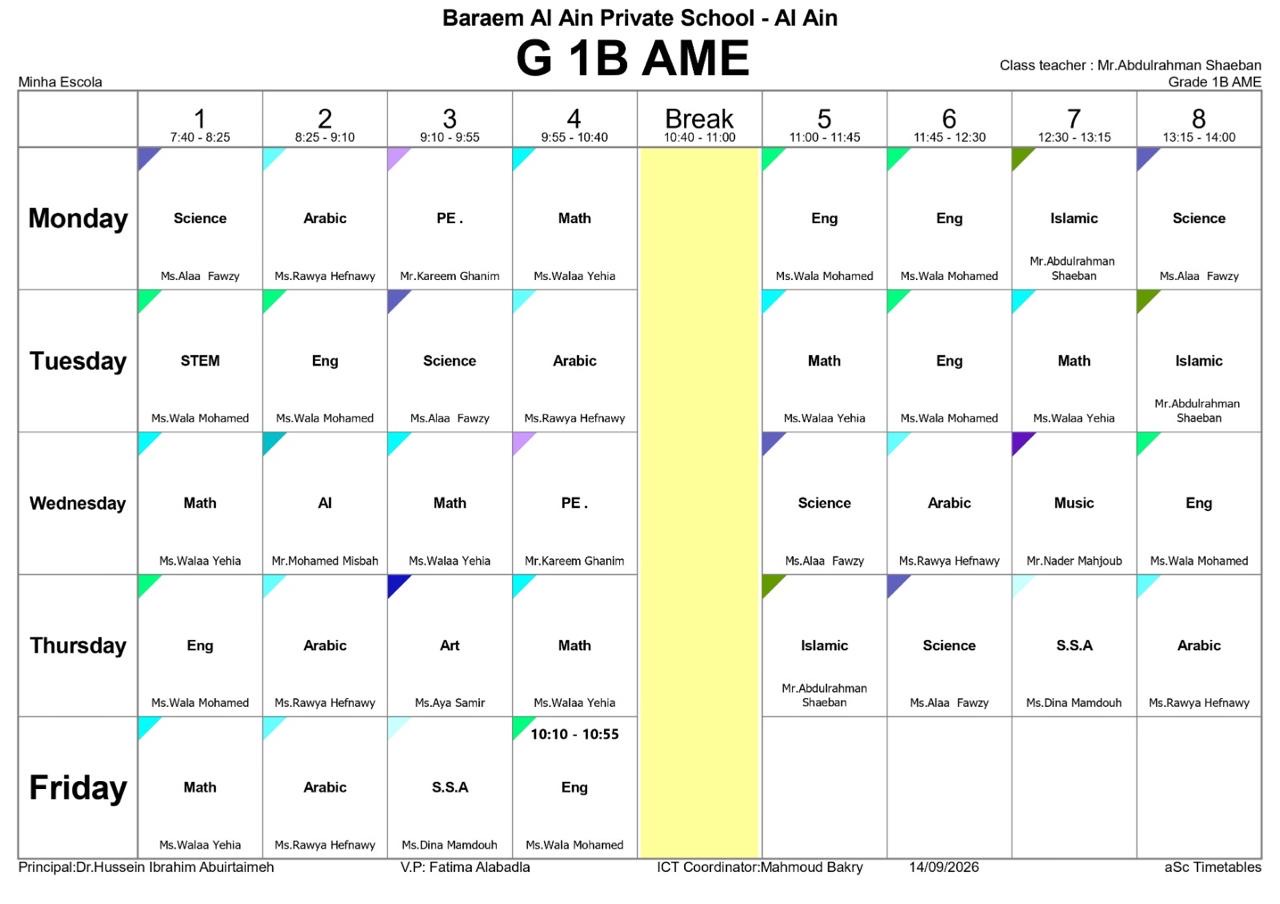 Baraem Al Ain Private School - Al Ain
G 1B AME
Minha Escola
Class teacher : Mr.Abdulrahman Shaeban
Grade 1B AME
1 2 3 4 Break 5 6 7 8
7:40 - 8:25 8:25 - 9:10 9:10 - 9:55 9:55 - 10:40 10:40 - 11:00 11:00 - 11:45 11:45 - 12:30 12:30 - 13:15 13:15 - 14:00
Monday Science Arabic PE . Math Eng Eng Islamic Science
Ms.Alaa Fawzy Ms.Rawya Hefnawy Mr.Kareem Ghanim Ms.Walaa Yehia Ms.Wala Mohamed Ms.Wala Mohamed Mr.Abdulrahman Shaeban Ms.Alaa Fawzy
Tuesday STEM Eng Science Arabic Math Eng Math Islamic
Ms.Wala Mohamed Ms.Wala Mohamed Ms.Alaa Fawzy Ms.Rawya Hefnawy Ms.Walaa Yehia Ms.Wala Mohamed Ms.Walaa Yehia Mr.Abdulrahman Shaeban
Wednesday Math AI Math PE . Science Arabic Music Eng
Ms.Walaa Yehia Mr.Mohamed Misbah Ms.Walaa Yehia Mr.Kareem Ghanim Ms.Alaa Fawzy Ms.Rawya Hefnawy Mr.Nader Mahjoub Ms.Wala Mohamed
Thursday Eng Arabic Art Math Islamic Science S.S.A Arabic
Ms.Wala Mohamed Ms.Rawya Hefnawy Ms.Aya Samir Ms.Walaa Yehia Mr.Abdulrahman Shaeban Ms.Alaa Fawzy Ms.Dina Mamdouh Ms.Rawya Hefnawy
10:10 - 10:55
Friday Math Arabic S.S.A Eng
Ms.Walaa Yehia Ms.Rawya Hefnawy Ms.Dina Mamdouh Ms.Wala Mohamed
Principal:Dr.Hussein Ibrahim Abuirtaimeh V.P: Fatima Alabadla ICT Coordinator:Mahmoud Bakry 14/09/2026 aSc Timetables